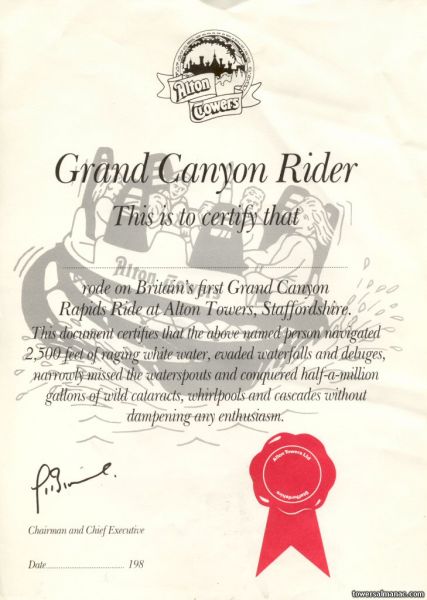 Alton
Towers
Grand Canyon Rider
This is to certify that
rode on Britain's first Grand Canyon
Rapids Ride at Alton Towers, Staffordshire.
This document certifies that the above named person navigated
2,500 feet of raging white water, evaded waterfalls and deluges,
narrowly missed the waterspouts and conquered half-a-million
gallons of wild cataracts, whirlpools and cascades without
dampening any enthusiasm.
Alton Towers Ltd
Staffordshire
Chairman and Chief Executive
Date 198
towersalmanac.com